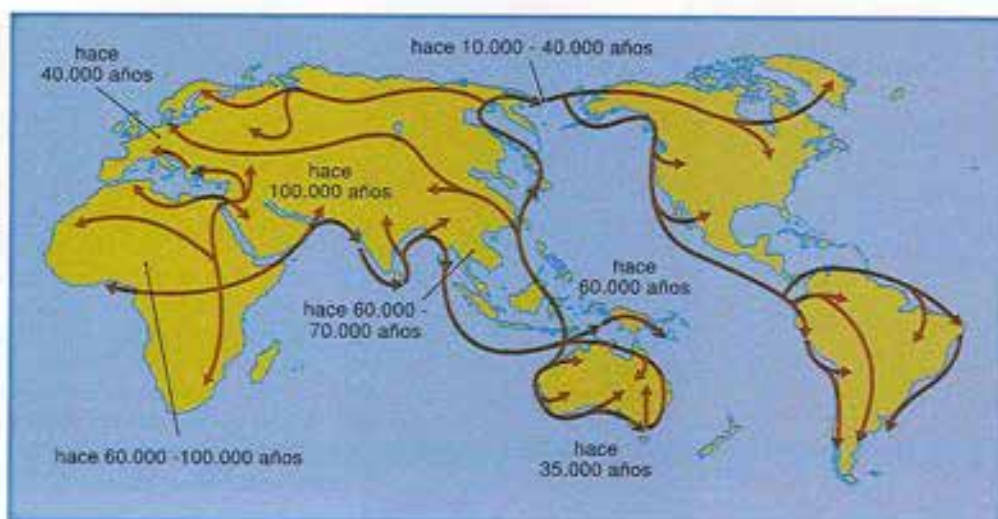 hace
40.000 años
hace 10.000 - 40.000 años
hace
100.000 años
hace 60.000 -
70.000 años
hace
60.000 años
hace 60.000 -100.000 años
hace
35.000 años